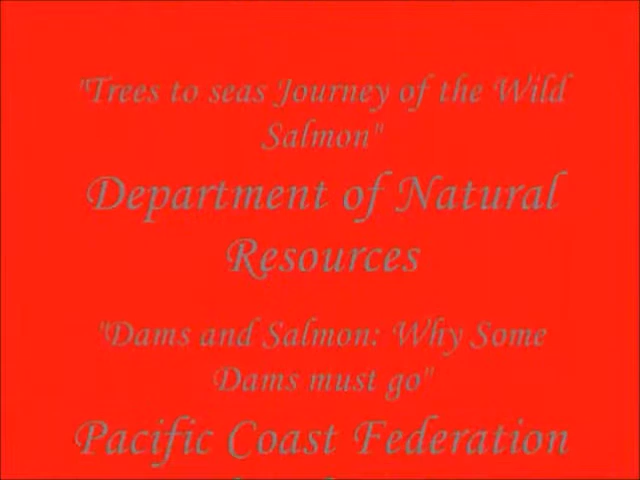 "Trees to seas Journey of the Wild
Salmon"
Department of Natural
Resources
"Dams and Salmon: Why Some
Dams must go"
Pacific Coast Federation